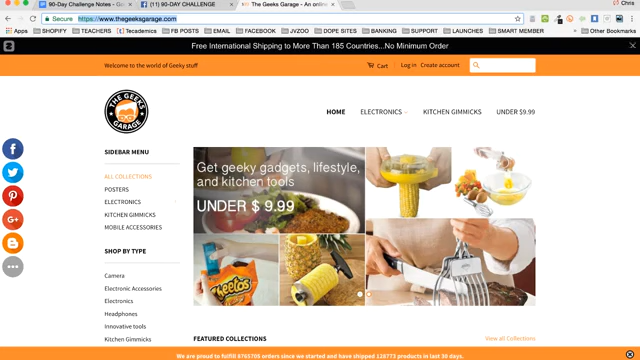 90-Day Challenge Notes - Go
(11) 90-DAY CHALLENGE
The Geeks Garage - An onlin
Chris
Secure
https://www.thegeeksgarage.com
Apps
SHOPIFY
TEACHERS
Tecademics
FB POSTS
EMAIL
FACEBOOK
JVZOO
DOPE SITES
BANKING
SUPPORT
LAUNCHES
SMART MEMBER
Other Bookmarks
Free International Shipping to More Than 185 Countries...No Minimum Order
Welcome to the world of Geeky stuff
Cart
Log in
Create account
THE GEEKS
GARAGE
HOME
ELECTRONICS
KITCHEN GIMMICKS
UNDER $9.99
SIDEBAR MENU
ALL COLLECTIONS
POSTERS
ELECTRONICS
KITCHEN GIMMICKS
MOBILE ACCESSORIES
SHOP BY TYPE
Camera
Electronic Accessories
Electronics
Headphones
Innovative tools
Kitchen Gimmicks
Get geeky gadgets, lifestyle,
and kitchen tools
UNDER $ 9.99
Cheetos
FEATURED COLLECTIONS
View all Collections
We are proud to fulfill 8763705 orders since we started and have shipped 128773 products in last 30 days.